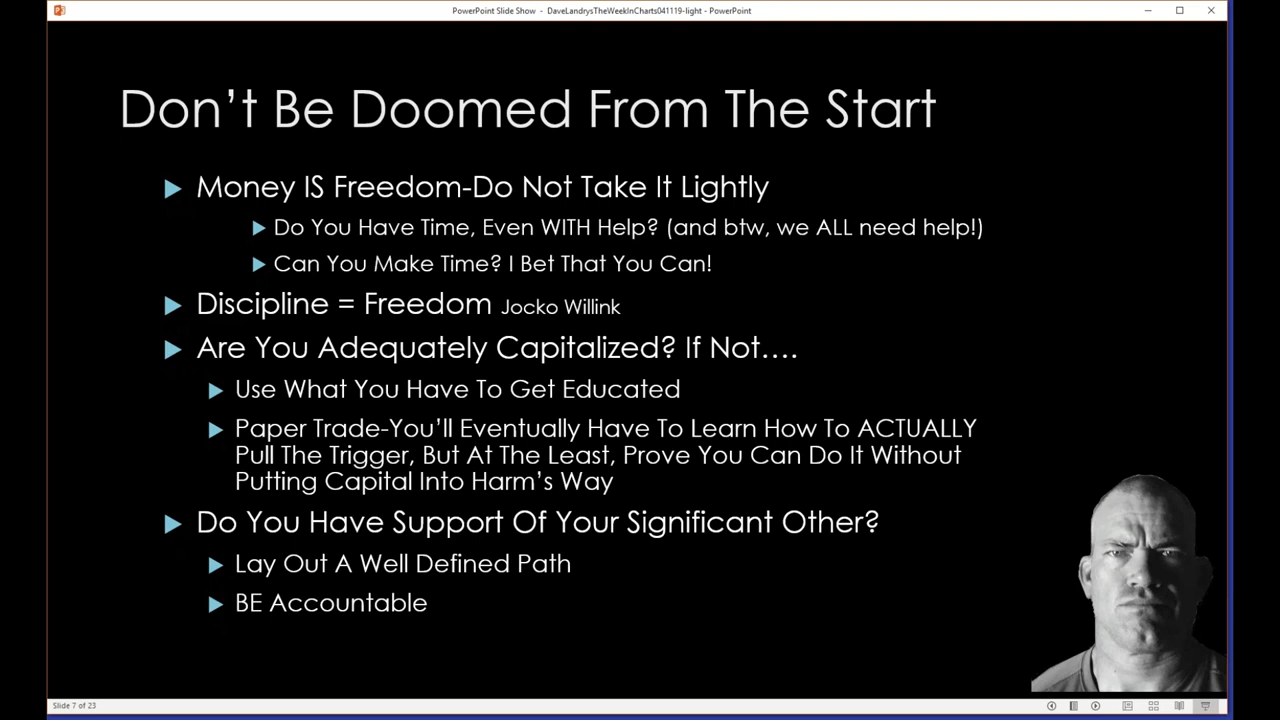 PowerPoint Slide Show - DaveLandrysTheWeekInCharts041119-light - PowerPoint
Don't Be Doomed From The Start
Money IS Freedom-Do Not Take It Lightly
Do You Have Time, Even WITH Help? (and btw, we ALL need help!)
Can You Make Time? I Bet That You Can!
Discipline = Freedom Jocko Willink
Are You Adequately Capitalized? If Not....
Use What You Have To Get Educated
Paper Trade-You'll Eventually Have To Learn How To ACTUALLY
Pull The Trigger, But At The Least, Prove You Can Do It Without
Putting Capital Into Harm's Way
Do You Have Support Of Your Significant Other?
Lay Out A Well Defined Path
BE Accountable
Slide 7 of 23